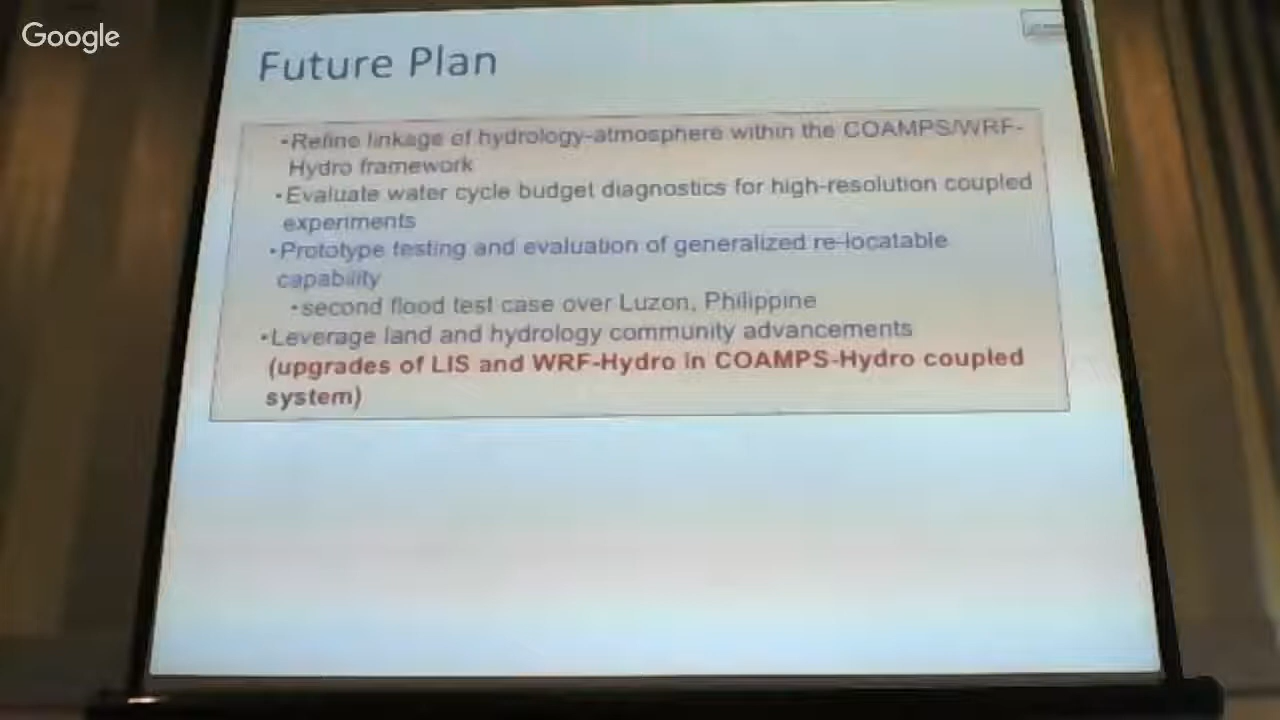 Google
Future Plan
•Refine linkage of hydrology-atmosphere within the COAMPS/WRF-
Hydro framework
•Evaluate water cycle budget diagnostics for high-resolution coupled
experiments
•Prototype testing and evaluation of generalized re-locatable
capability
•second flood test case over Luzon, Philippine
•Leverage land and hydrology community advancements
(upgrades of LIS and WRF-Hydro in COAMPS-Hydro coupled
system)